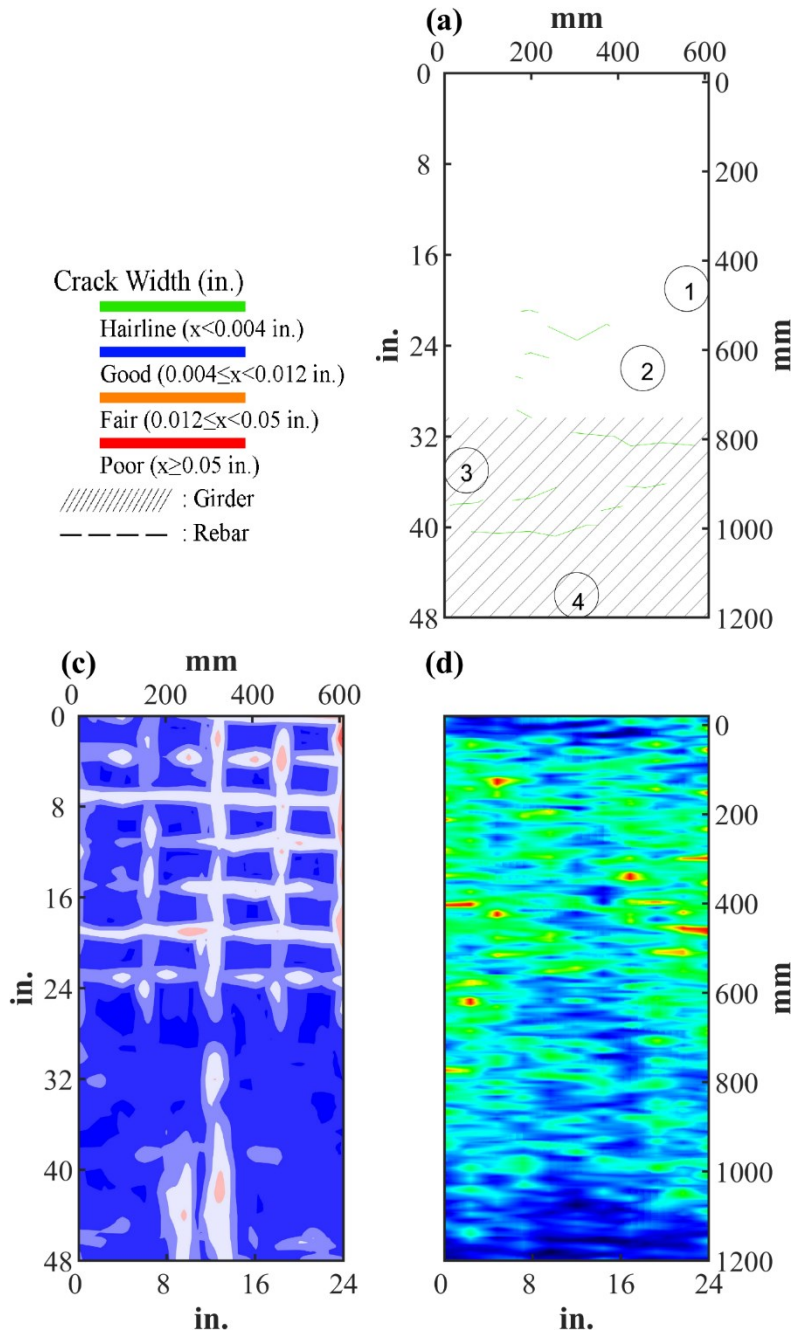 (a)
mm
0 200 400 600
0
8
16
24
32
40
48
in.
0
200
400
600
800
1000
1200
mm
1
2
3
4
Crack Width (in.)
Hairline (x<0.004 in.)
Good (0.004≤x<0.012 in.)
Fair (0.012≤x<0.05 in.)
Poor (x≥0.05 in.)
: Girder
: Rebar
(c)
mm
0 200 400 600
0
8
16
24
32
40
48
in.
0 8 16 24
in.
(d)
0
200
400
600
800
1000
1200
mm
0 8 16 24
in.